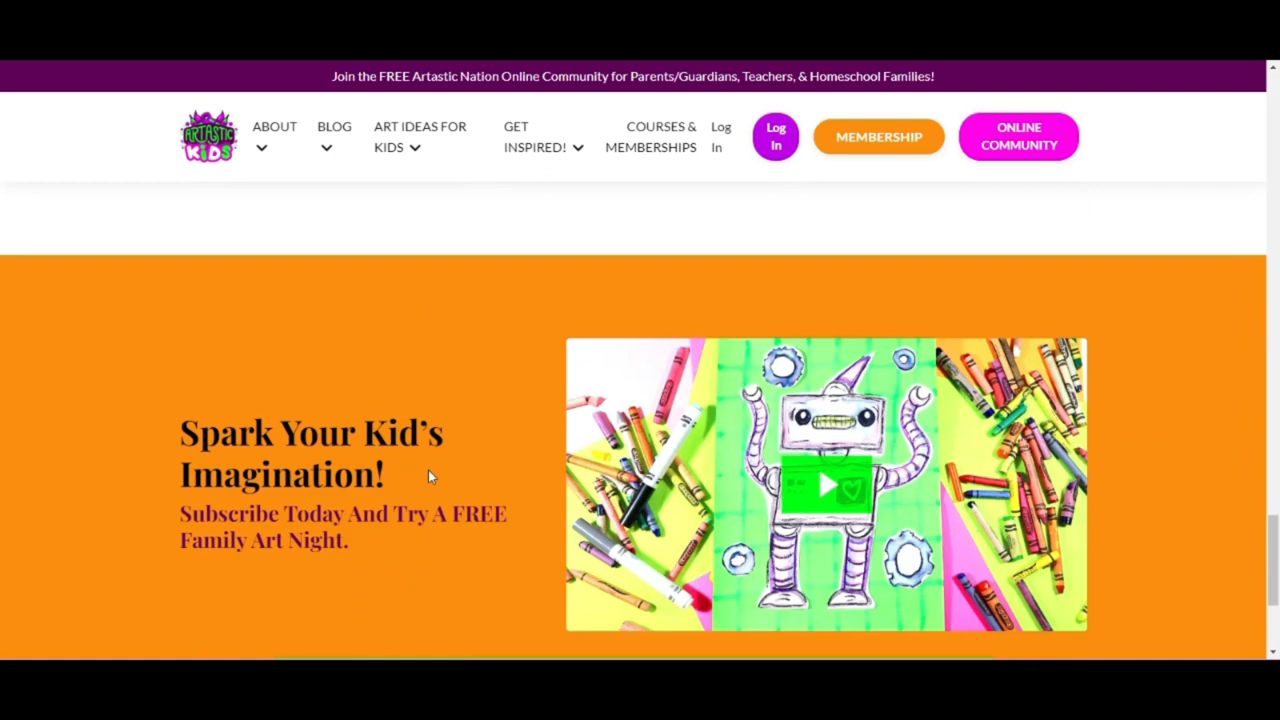 Join the FREE Artastic Nation Online Community for Parents/Guardians, Teachers, & Homeschool Families!
ARTASTIC
KiDS
ABOUT
BLOG
ART IDEAS FOR
KIDS
GET
INSPIRED!
COURSES &
MEMBERSHIPS
Log
In
Log
In
MEMBERSHIP
ONLINE
COMMUNITY
Spark Your Kid’s
Imagination!
Subscribe Today And Try A FREE
Family Art Night.